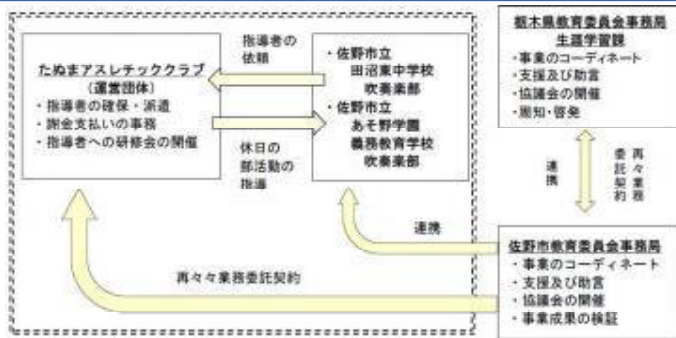 たぬまアスレチッククラブ
(運営団体)
・指導者の確保・派遣
・謝金支払いの事務
・指導者への研修会の開催
指導者の
依頼
休日の
部活動の
指導
・佐野市立
田沼東中学校
吹奏楽部
・佐野市立
あそ野学園
義務教育学校
吹奏楽部
栃木県教育委員会事務局
生涯学習課
・事業のコーディネート
・支援及び助言
・協議会の開催
・周知・啓発
連携
再々業務
委託契約
連携
再々業務委託契約
佐野市教育委員会事務局
・事業のコーディネート
・支援及び助言
・協議会の開催
・事業成果の検証